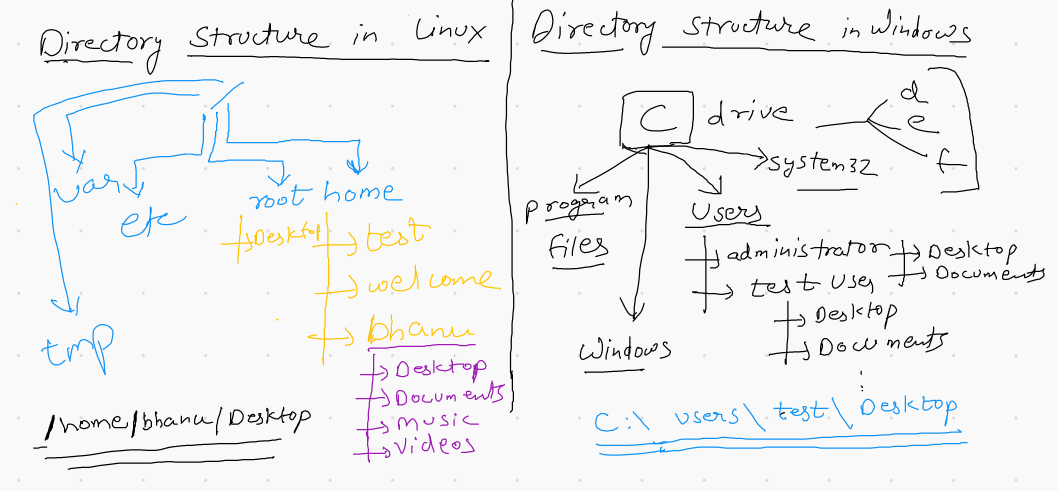 Directory Structure in Linux
/
var
etc
root home
Desktop
test
welcome
bhanu
Desktop
Documents
Music
Videos
tmp
/home/bhanu/Desktop
Directory Structure in Windows
C drive
d
e
f
System32
Program
files
Users
administrator
Desktop
Documents
test User
Desktop
Documents
Windows
C:\ users\ test\ Desktop